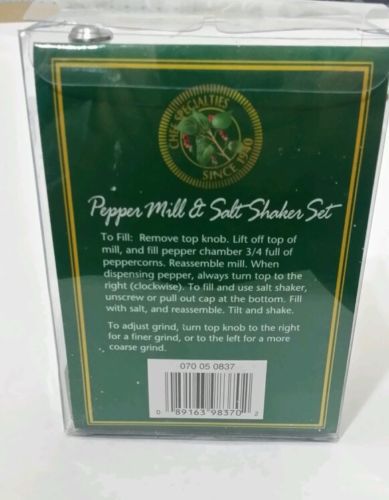 CHEF SPECIALTIES
SINCE 1940
Pepper Mill & Salt Shaker Set
To Fill: Remove top knob. Lift off top of
mill, and fill pepper chamber 3/4 full of
peppercorns. Reassemble mill. When
dispensing pepper, always turn top to the
right (clockwise). To fill and use salt shaker,
unscrew or pull out cap at the bottom. Fill
with salt, and reassemble. Tilt and shake.
To adjust grind, turn top knob to the right
for a finer grind, or to the left for a more
coarse grind.
070 05 0837
0 89163 98370 2